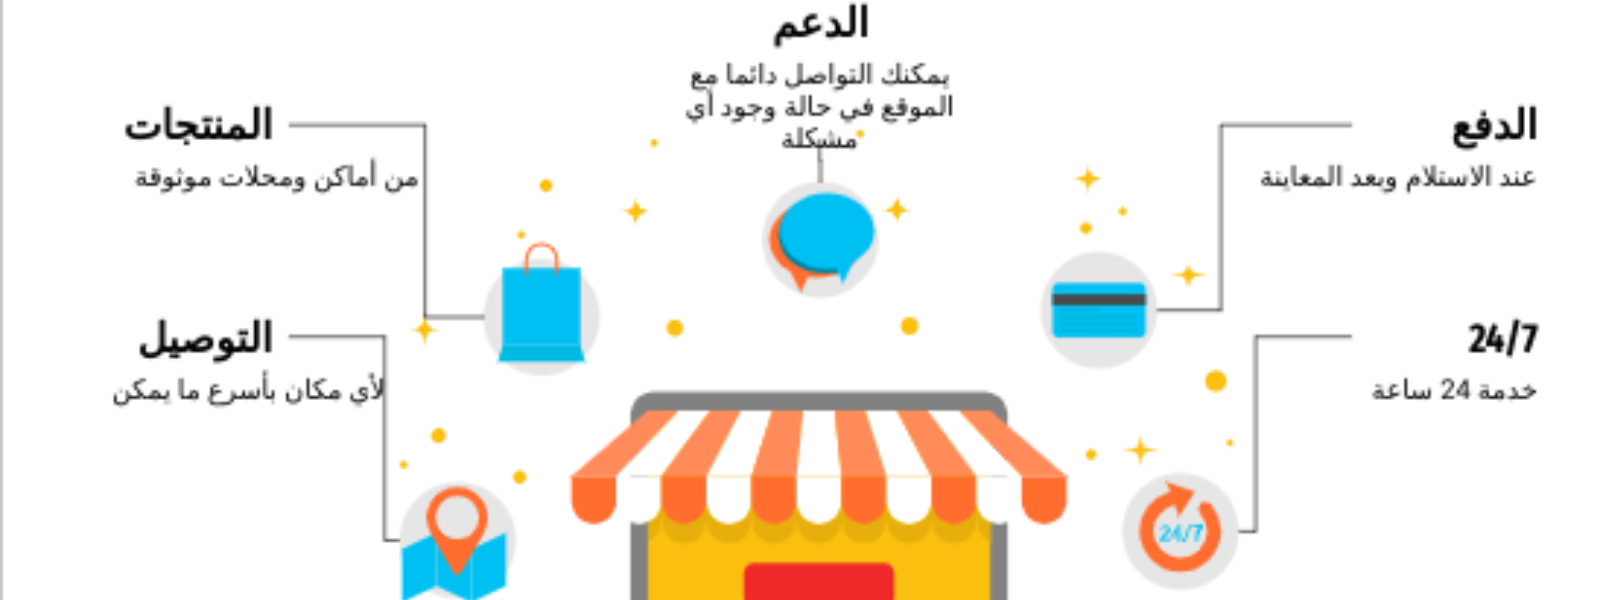 الدعم
يمكنك التواصل دائما مع
الموقع في حالة وجود أي
مشكلة
الدفع
عند الاستلام وبعد المعاينة
المنتجات
من أماكن ومحلات موثوقة
24/7
خدمة 24 ساعة
التوصيل
لأي مكان بأسرع ما يمكن
24/7